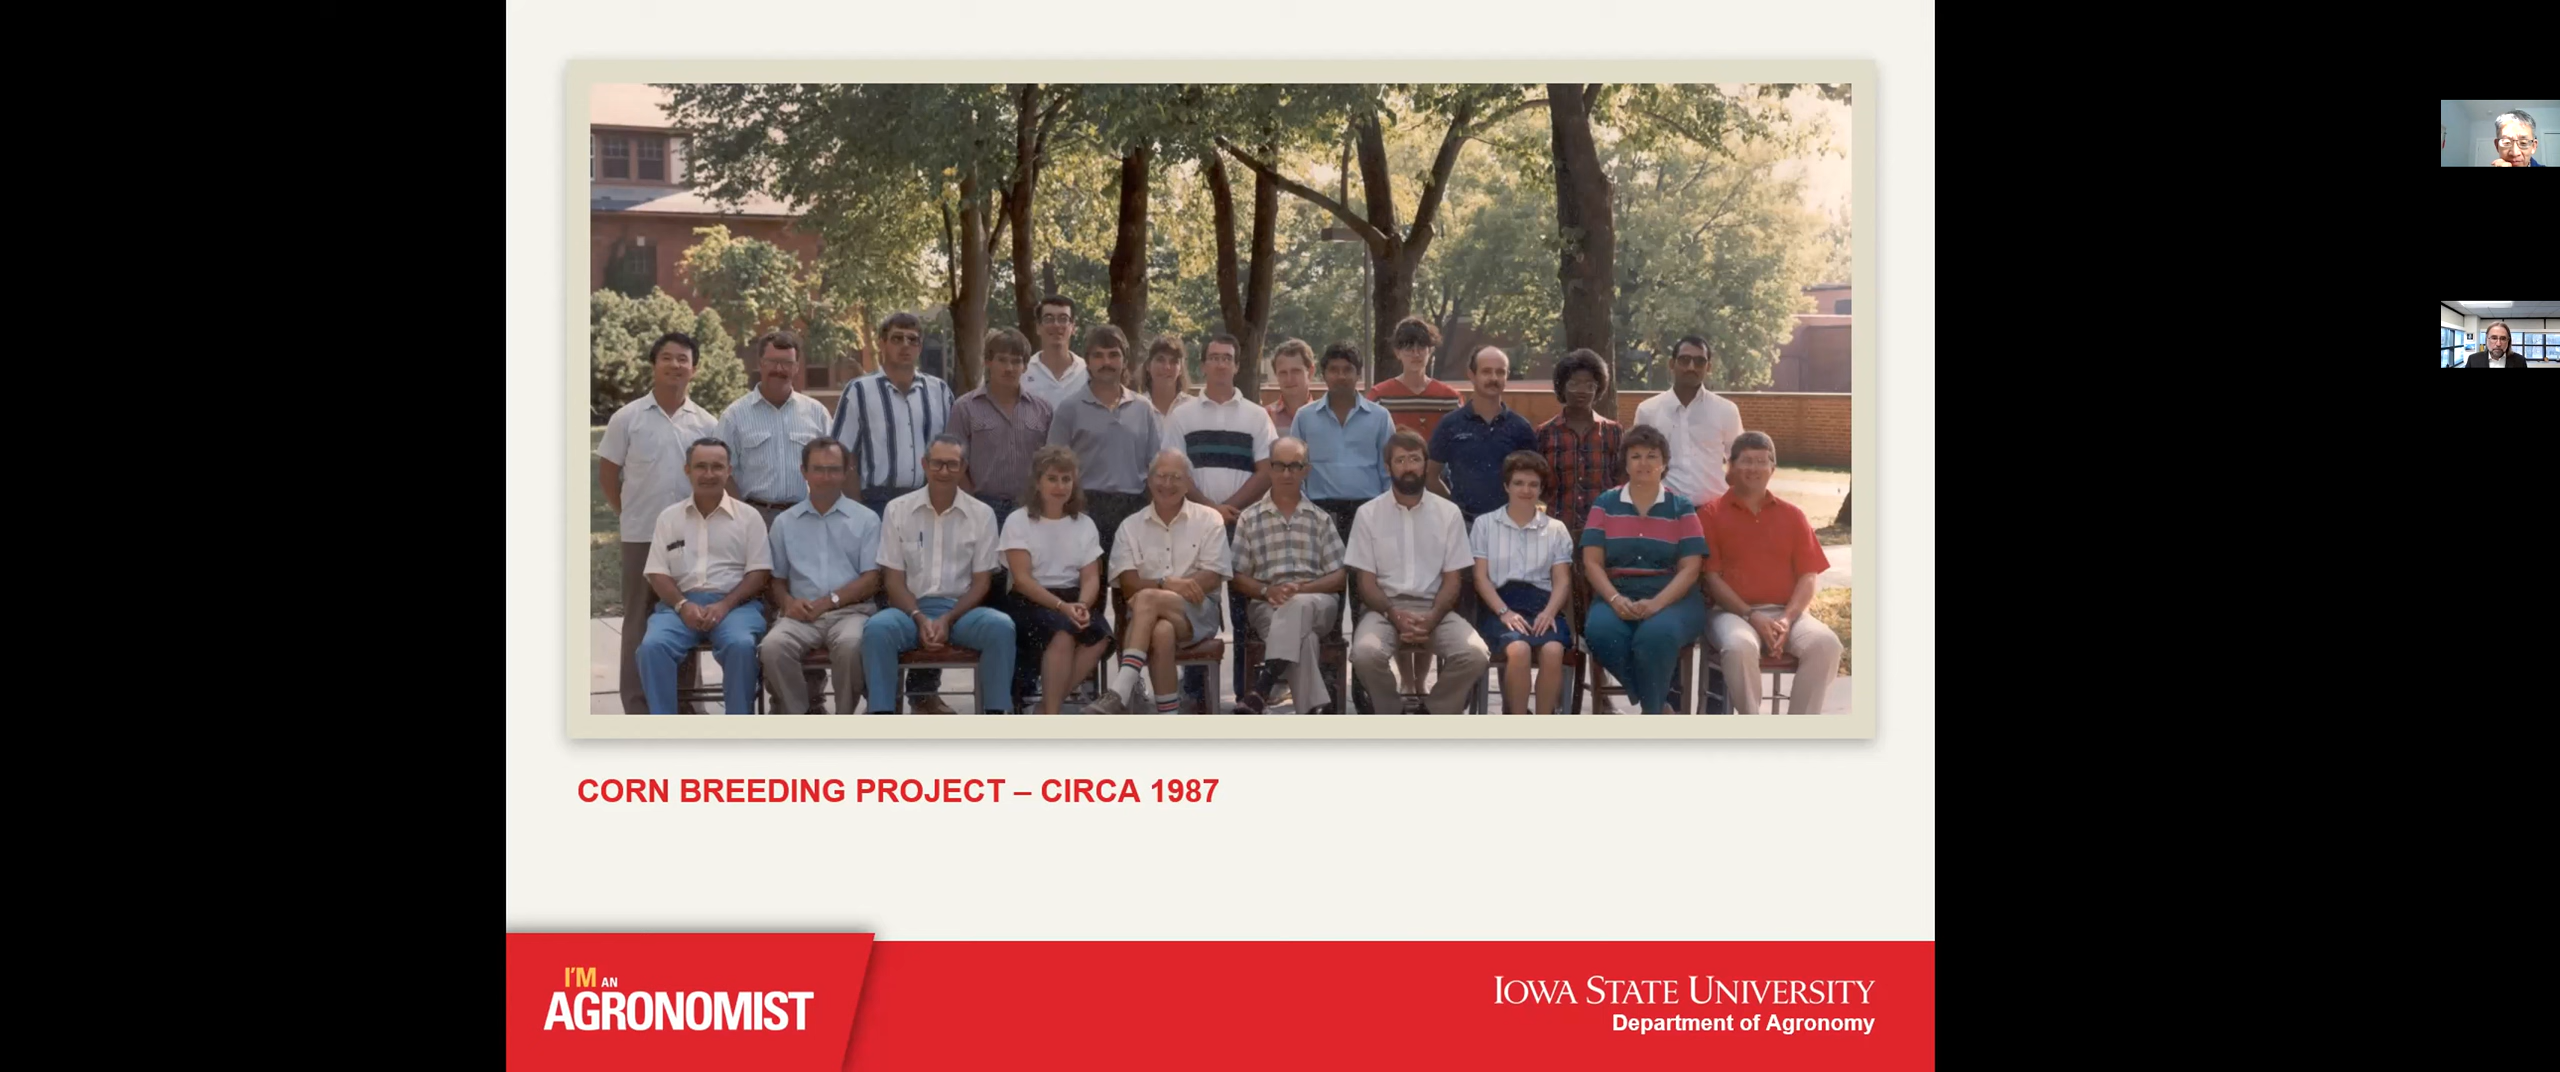 CORN BREEDING PROJECT – CIRCA 1987
I'M AN
AGRONOMIST
IOWA STATE UNIVERSITY
Department of Agronomy